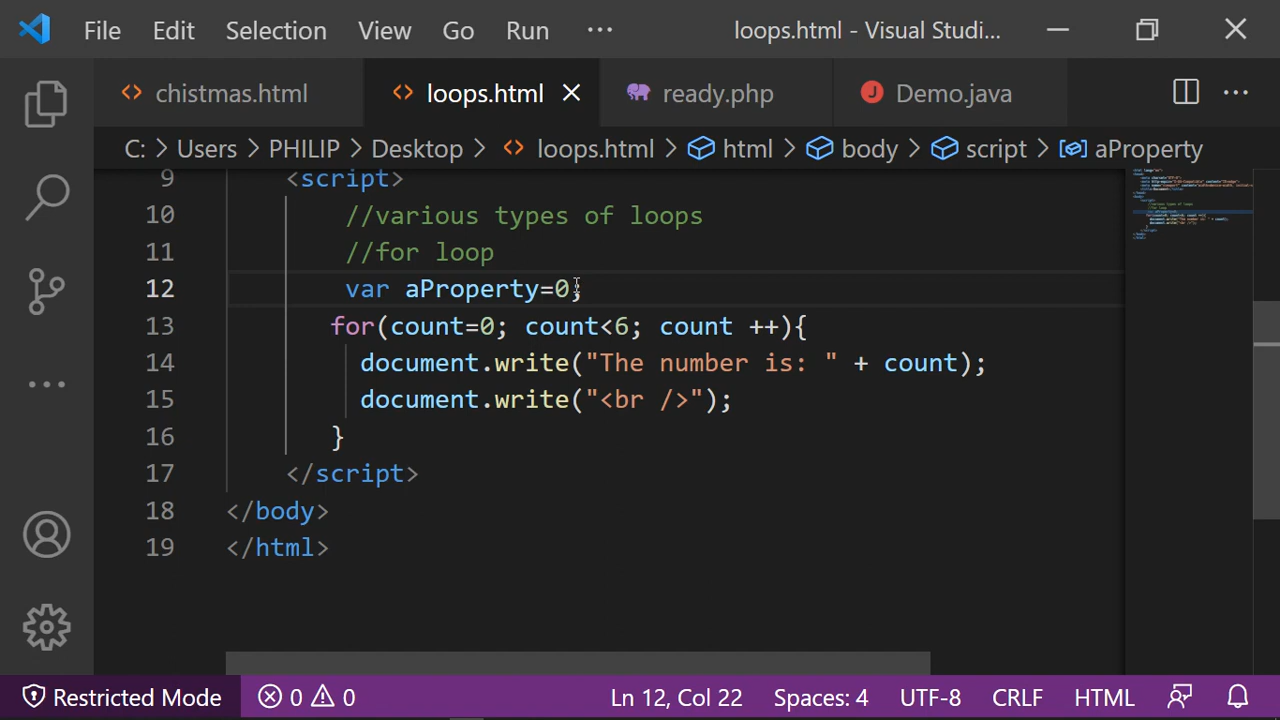 File Edit Selection View Go Run ··· loops.html - Visual Studi...
chistmas.html loops.html ready.php J Demo.java ···
C: > Users > PHILIP > Desktop > loops.html > html > body > script > aProperty
9 <script>
10 //various types of loops
11 //for loop
12 var aProperty=0;
13 for(count=0; count<6; count ++){
14 document.write("The number is: " + count);
15 document.write("<br />");
16 }
17 </script>
18 </body>
19 </html>
Restricted Mode 0 0 Ln 12, Col 22 Spaces: 4 UTF-8 CRLF HTML